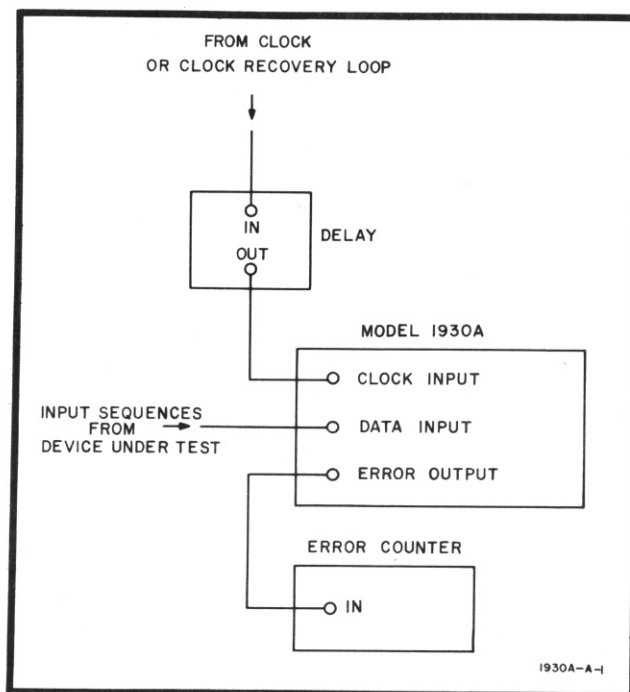 FROM CLOCK
OR CLOCK RECOVERY LOOP
IN
OUT
DELAY
MODEL 1930A
CLOCK INPUT
INPUT SEQUENCES
FROM
DEVICE UNDER TEST
DATA INPUT
ERROR OUTPUT
ERROR COUNTER
IN
1930A-A-1